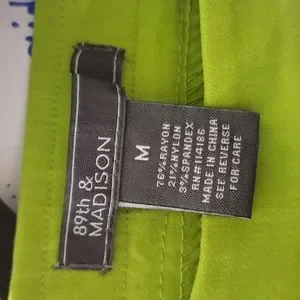 89th &
MADISON
M
76%RAYON
21%NYLON
3%SPANDEX
RN#114186
MADE IN CHINA
SEE REVERSE
FOR CARE